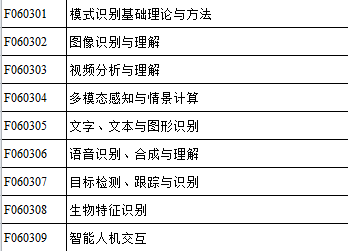 F060301 模式识别基础理论与方法
F060302 图像识别与理解
F060303 视频分析与理解
F060304 多模态感知与情景计算
F060305 文字、文本与图形识别
F060306 语音识别、合成与理解
F060307 目标检测、跟踪与识别
F060308 生物特征识别
F060309 智能人机交互